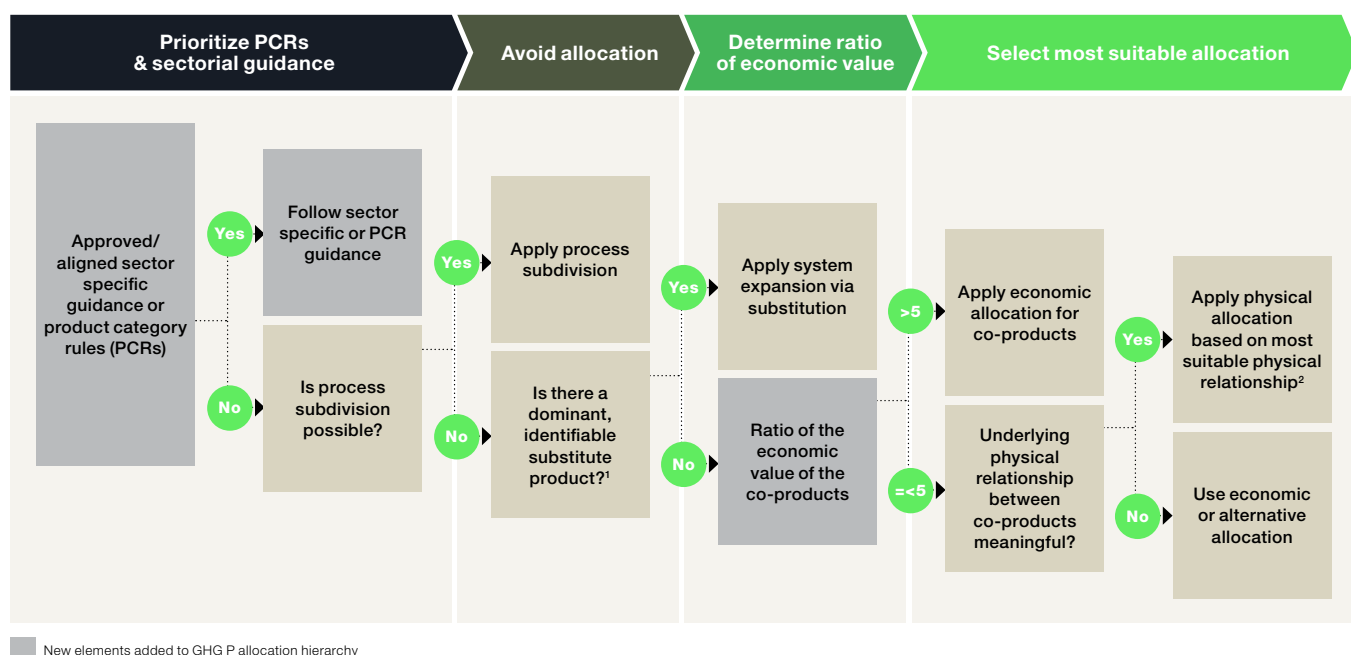 Prioritize PCRs
& sectorial guidance
Avoid allocation
Determine ratio
of economic value
Select most suitable allocation
Approved/
aligned sector
specific
guidance or
product category
rules (PCRs)
Yes
No
Follow sector
specific or PCR
guidance
Is process
subdivision
possible?
Yes
No
Apply process
subdivision
Is there a
dominant,
identifiable
substitute
product?¹
Yes
No
Apply system
expansion via
substitution
Ratio of the
economic
value of the
co-products
>5
=<5
Apply economic
allocation for
co-products
Underlying
physical
relationship
between
co-products
meaningful?
Yes
No
Apply physical
allocation
based on most
suitable physical
relationship²
Use economic
or alternative
allocation
New elements added to GHG P allocation hierarchy